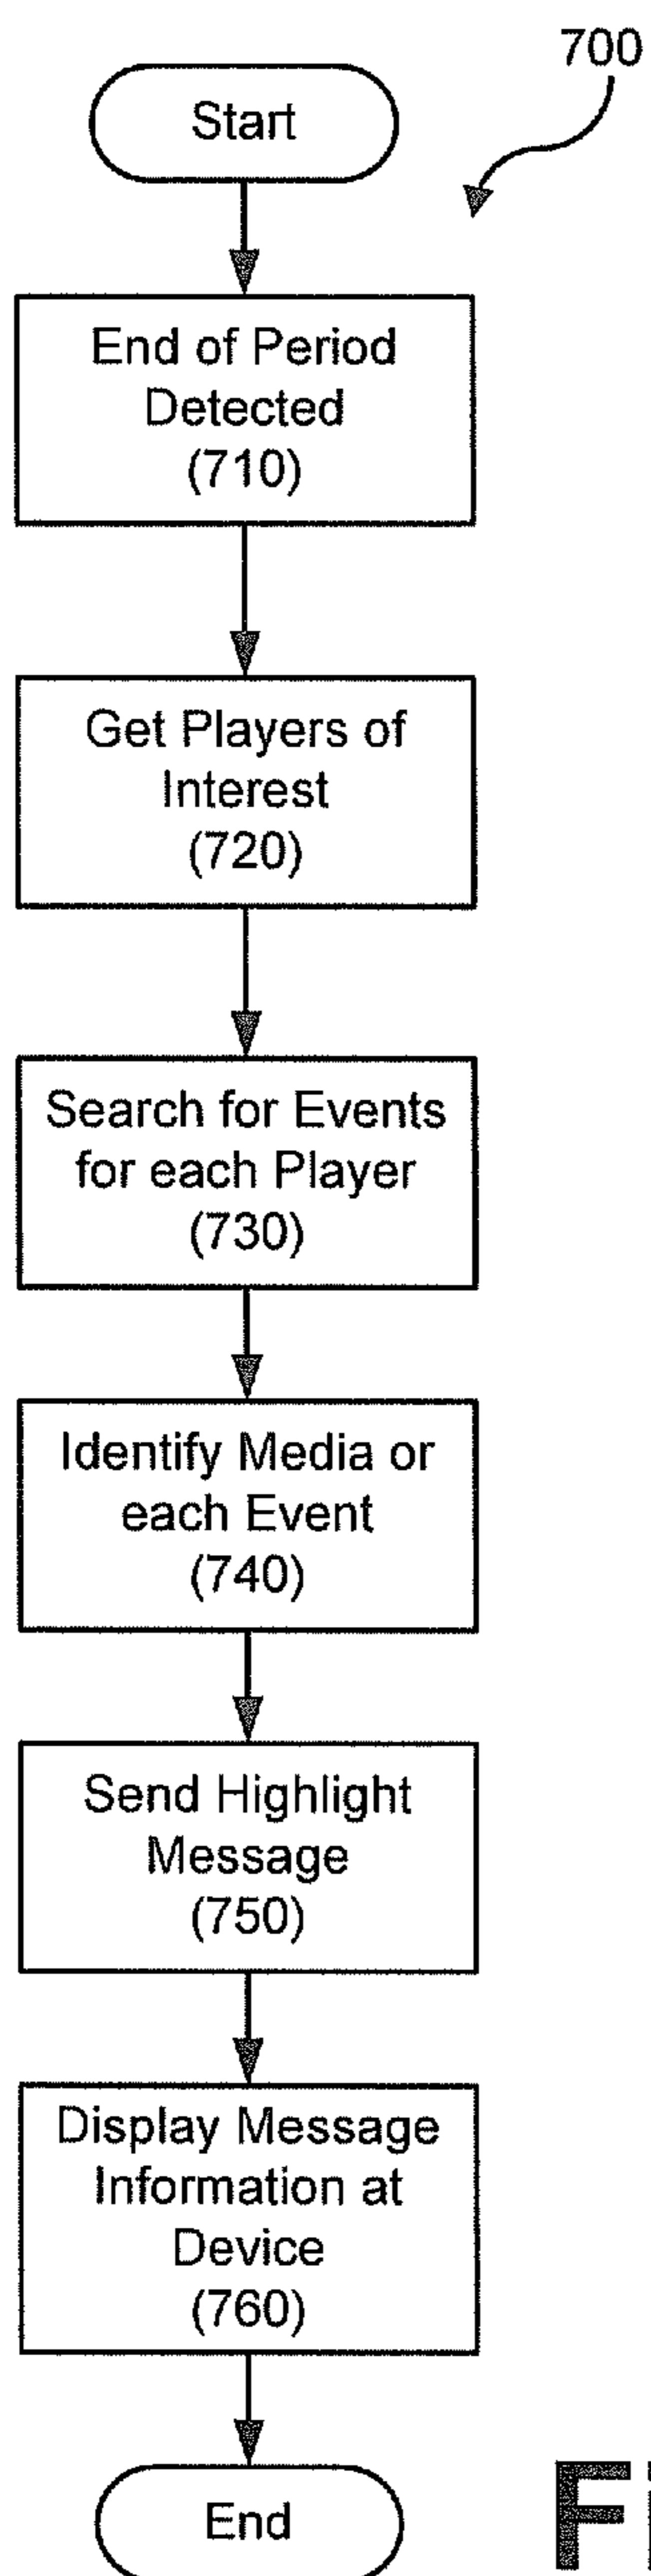 700
Start
End of Period
Detected
(710)
Get Players of
Interest
(720)
Search for Events
for each Player
(730)
Identify Media or
each Event
(740)
Send Highlight
Message
(750)
Display Message
Information at
Device
(760)
End